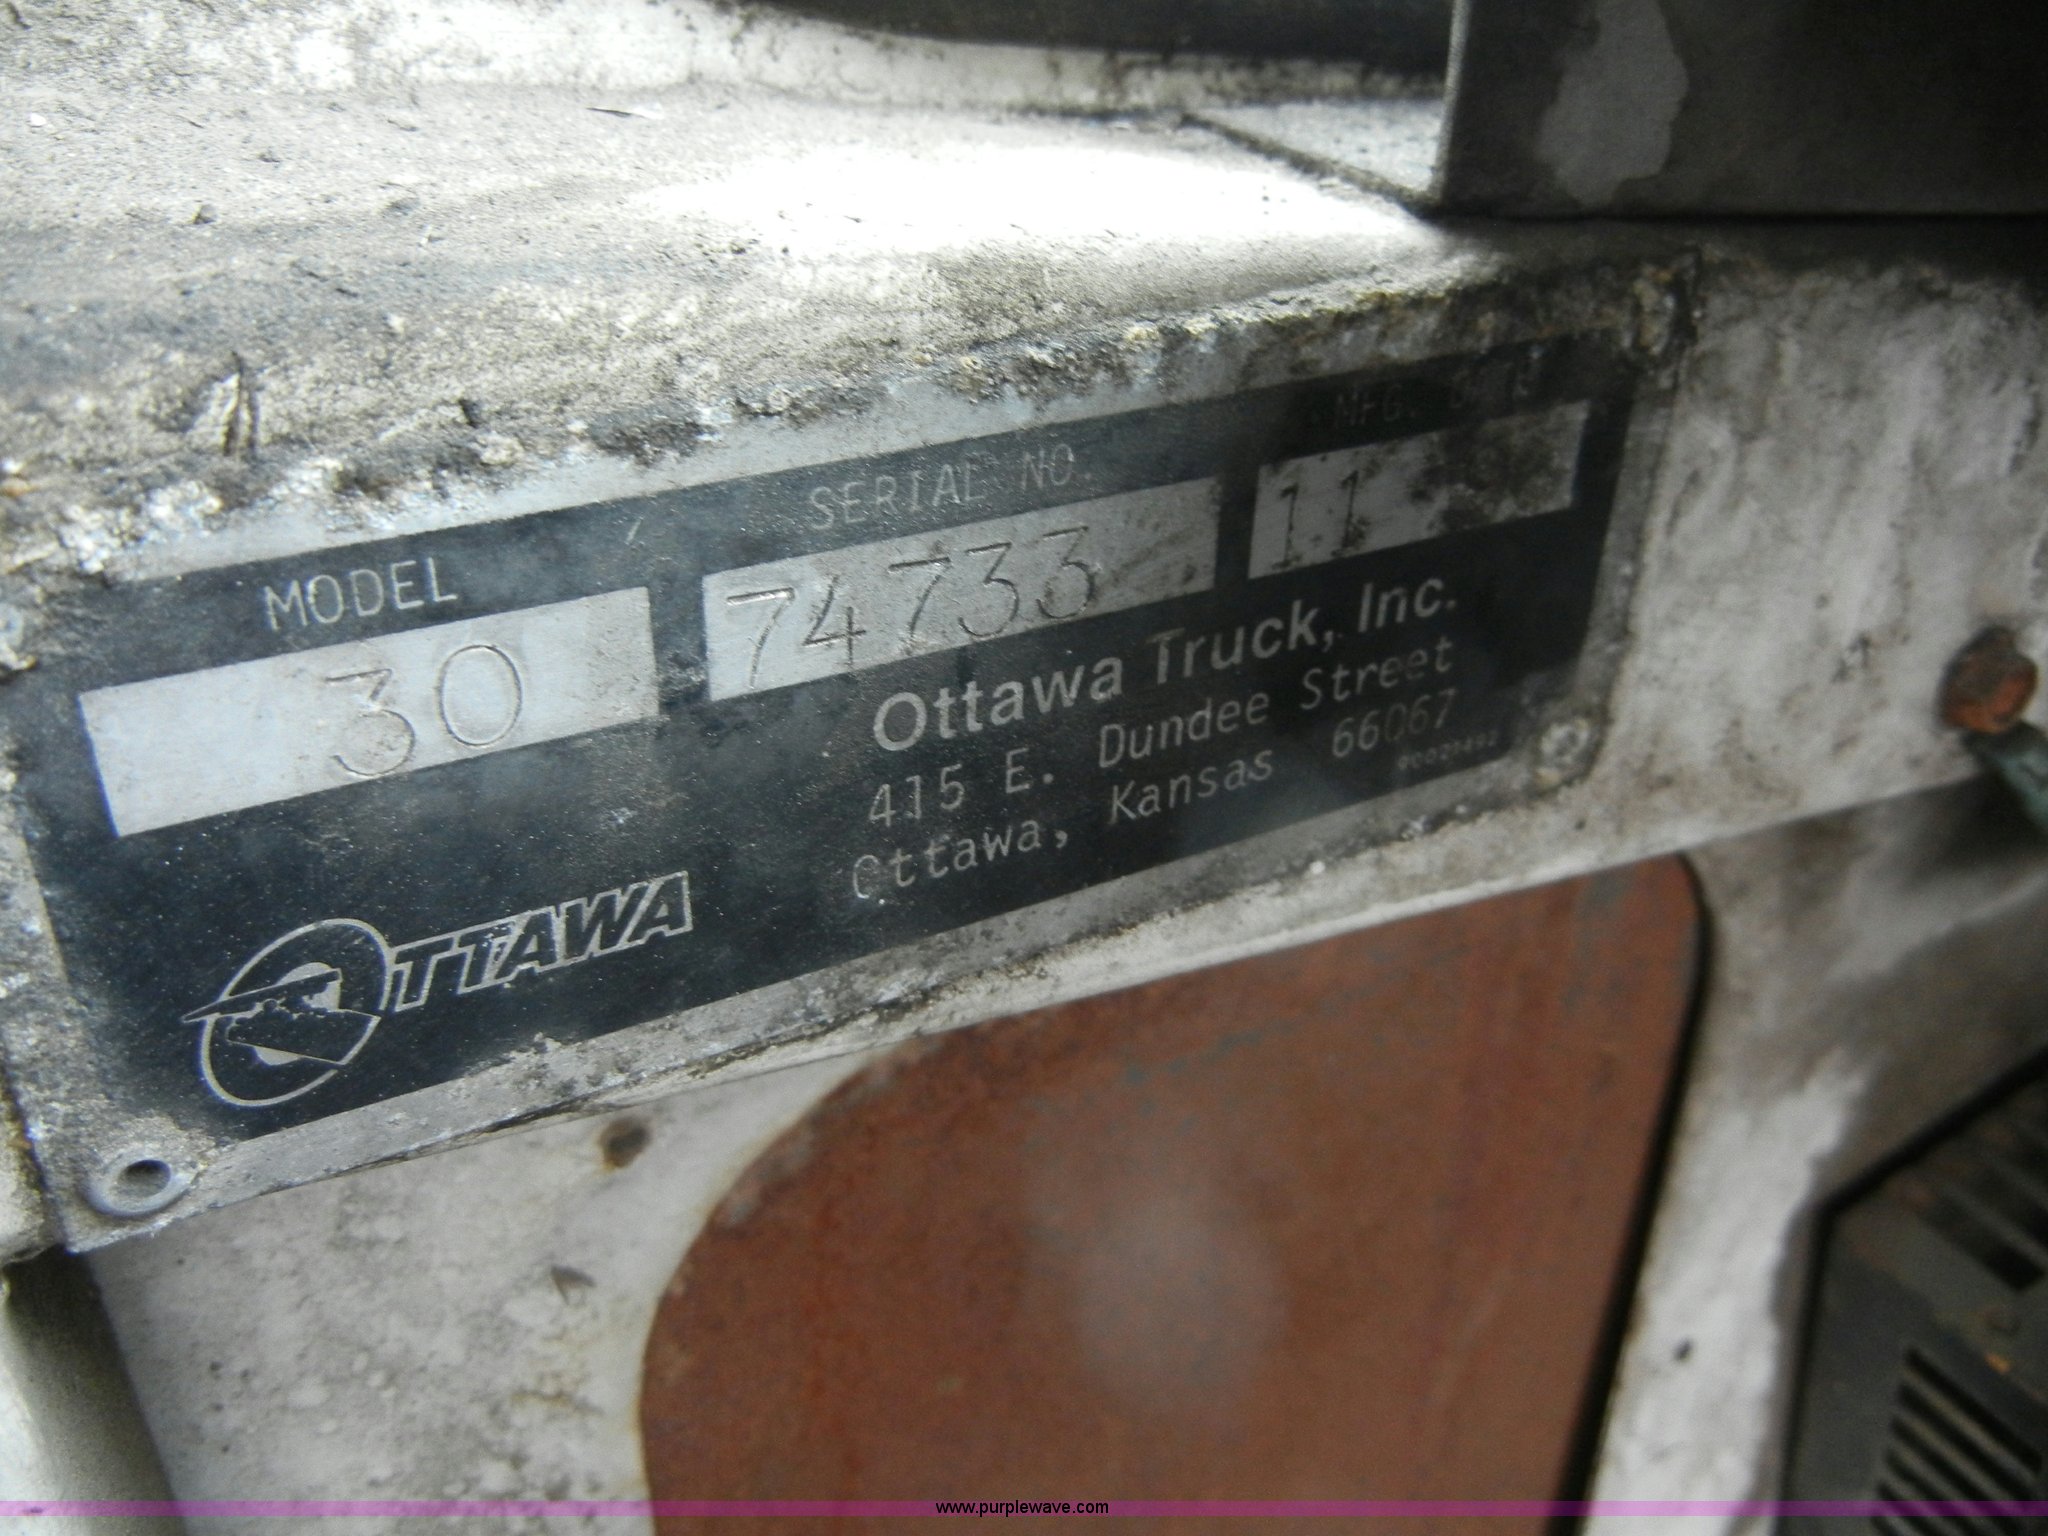 MODEL SERIAL NO. MFG.
30 74733 11
Ottawa Truck, Inc.
415 E. Dundee Street
Ottawa, Kansas 66067
OTTAWA
www.purplewave.com